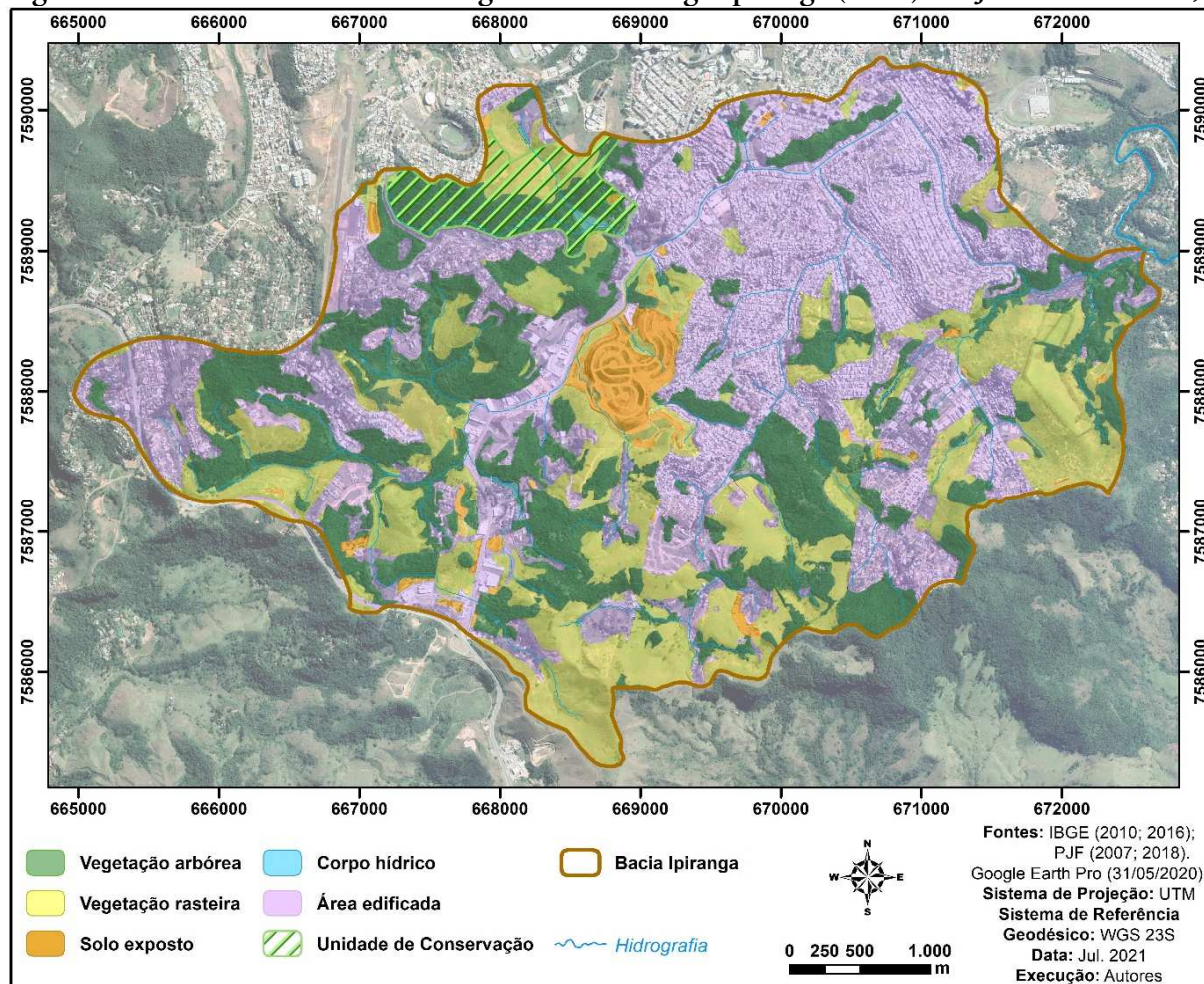 665000 666000 667000 668000 669000 670000 671000 672000
7590000 7590000
7589000 7589000
7588000 7588000
7587000 7587000
7586000 7586000
665000 666000 667000 668000 669000 670000 671000 672000
Vegetação arbórea
Vegetação rasteira
Solo exposto
Corpo hídrico
Área edificada
Unidade de Conservação
Bacia Ipiranga
Hidrografia
N
W E
S
0 250 500 1.000
m
Fontes: IBGE (2010; 2016);
PJF (2007; 2018).
Google Earth Pro (31/05/2020)
Sistema de Projeção: UTM
Sistema de Referência
Geodésico: WGS 23S
Data: Jul. 2021
Execução: Autores